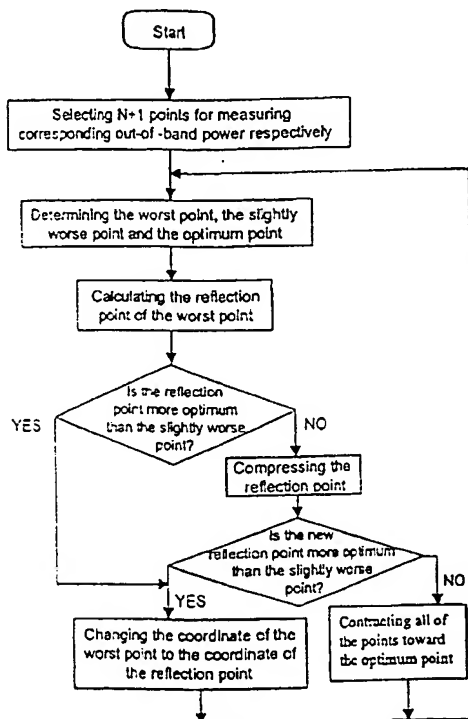 Start
Selecting N+1 points for measuring
corresponding out-of -band power respectively
Determining the worst point, the slightly
worse point and the optimum point
Calculating the reflection
point of the worst point
Is the reflection
point more optimum
than the slightly worse
point?
YES
NO
Compressing the
reflection point
Is the new
reflection point more optimum
than the slightly worse
point?
YES
NO
Changing the coordinate of the
worst point to the coordinate of
the reflection point
Contracting all of
the points toward
the optimum point